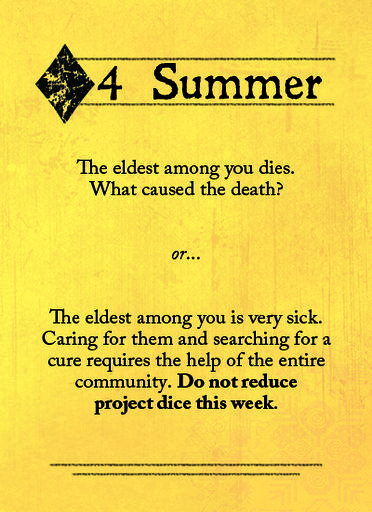 4 Summer
The eldest among you dies.
What caused the death?
or...
The eldest among you is very sick.
Caring for them and searching for a
cure requires the help of the entire
community. Do not reduce
project dice this week.